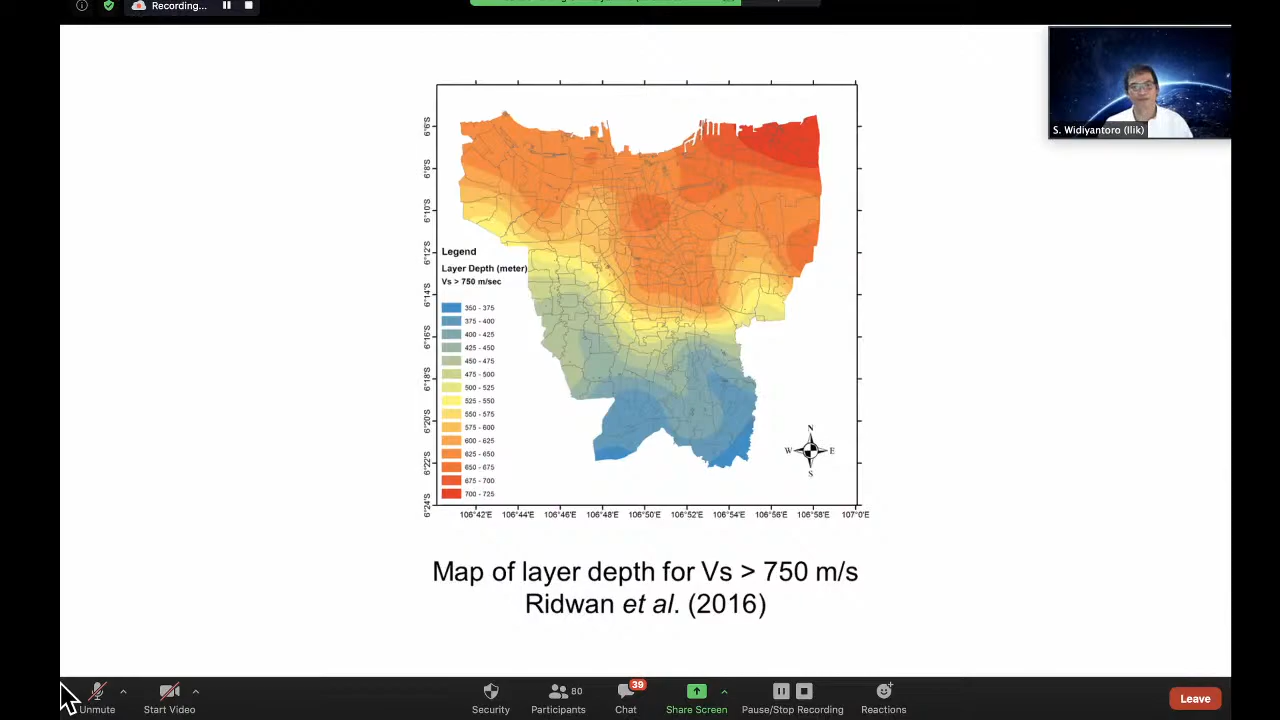 Recording...
S. Widiyantoro (Ilik)
6°6'S
6°8'S
6°10'S
6°12'S
6°14'S
6°16'S
6°18'S
6°20'S
6°22'S
6°24'S
Legend
Layer Depth (meter)
Vs > 750 m/sec
350 - 375
375 - 400
400 - 425
425 - 450
450 - 475
475 - 500
500 - 525
525 - 550
550 - 575
575 - 600
600 - 625
625 - 650
650 - 675
675 - 700
700 - 725
N
W E
S
106°42'E 106°44'E 106°46'E 106°48'E 106°50'E 106°52'E 106°54'E 106°56'E 106°58'E 107°0'E
Map of layer depth for Vs > 750 m/s
Ridwan et al. (2016)
80
39
Unmute
Start Video
Security
Participants
Chat
Share Screen
Pause/Stop Recording
Reactions
Leave